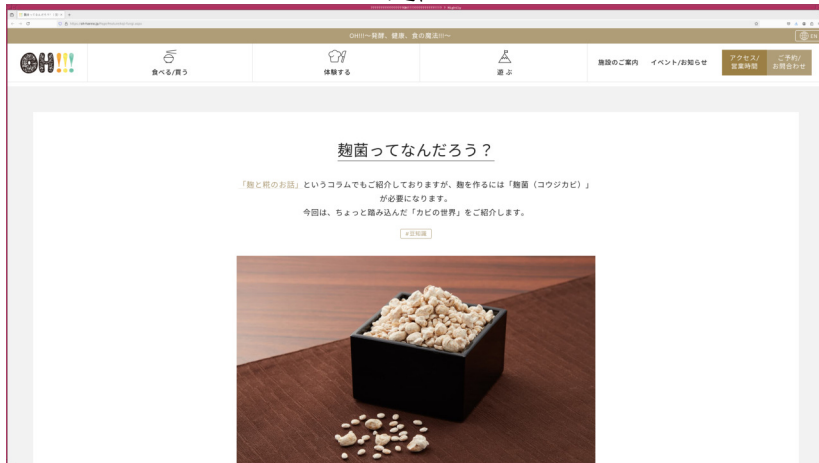 OH!!!～発酵、健康、食の魔法!!!～
EN
OH!!!
食べる/買う
体験する
遊ぶ
施設のご案内
イベント/お知らせ
アクセス/
営業時間
ご予約/
お問合わせ
麹菌ってなんだろう？
「麹と糀のお話」というコラムでもご紹介しておりますが、麹を作るには「麹菌（コウジカビ）」
が必要になります。
今回は、ちょっと踏み込んだ「カビの世界」をご紹介します。
#豆知識